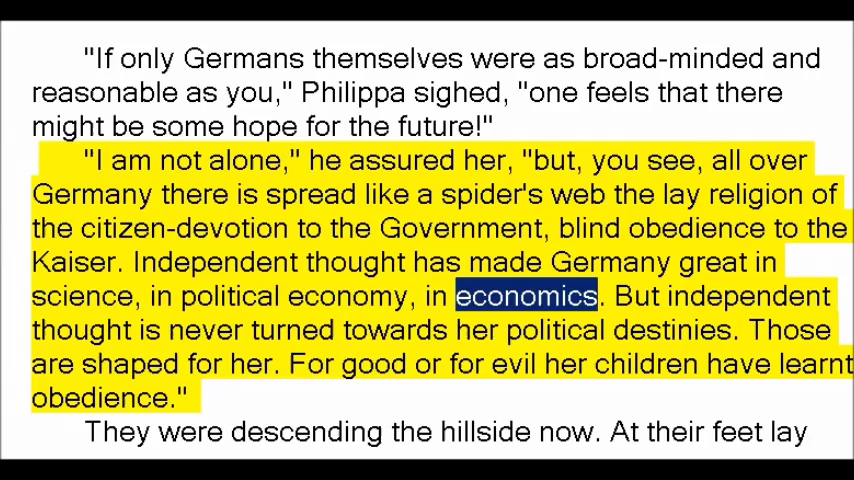 "If only Germans themselves were as broad-minded and
reasonable as you," Philippa sighed, "one feels that there
might be some hope for the future!"
"I am not alone," he assured her, "but, you see, all over
Germany there is spread like a spider's web the lay religion of
the citizen-devotion to the Government, blind obedience to the
Kaiser. Independent thought has made Germany great in
science, in political economy, in economics. But independent
thought is never turned towards her political destinies. Those
are shaped for her. For good or for evil her children have learnt
obedience."
They were descending the hillside now. At their feet lay